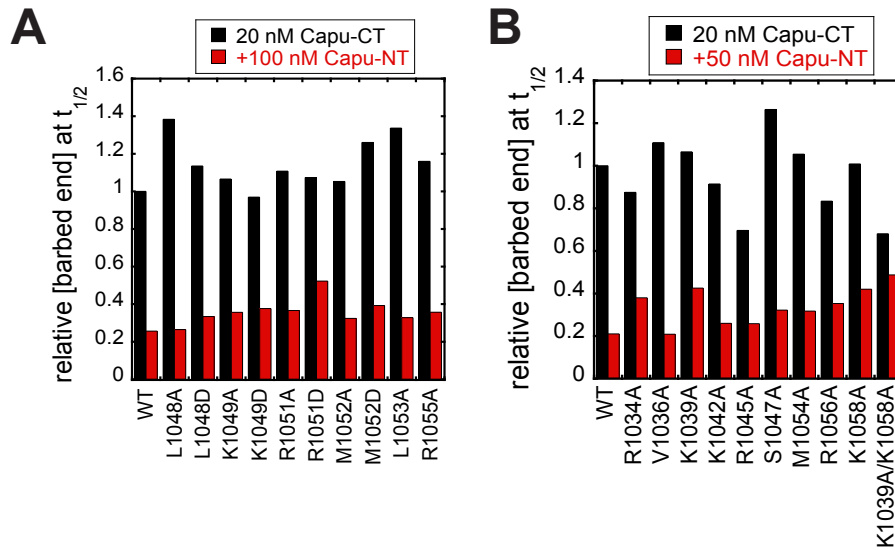 A
20 nM Capu-CT
+100 nM Capu-NT
relative [barbed end] at t1/2
1.6
1.4
1.2
1
0.8
0.6
0.4
0.2
0
WT
L1048A
L1048D
K1049A
K1049D
R1051A
R1051D
M1052A
M1052D
L1053A
R1055A
B
20 nM Capu-CT
+50 nM Capu-NT
relative [barbed end] at t1/2
1.4
1.2
1
0.8
0.6
0.4
0.2
0
WT
R1034A
V1036A
K1039A
K1042A
R1045A
S1047A
M1054A
R1056A
K1058A
K1039A/K1058A